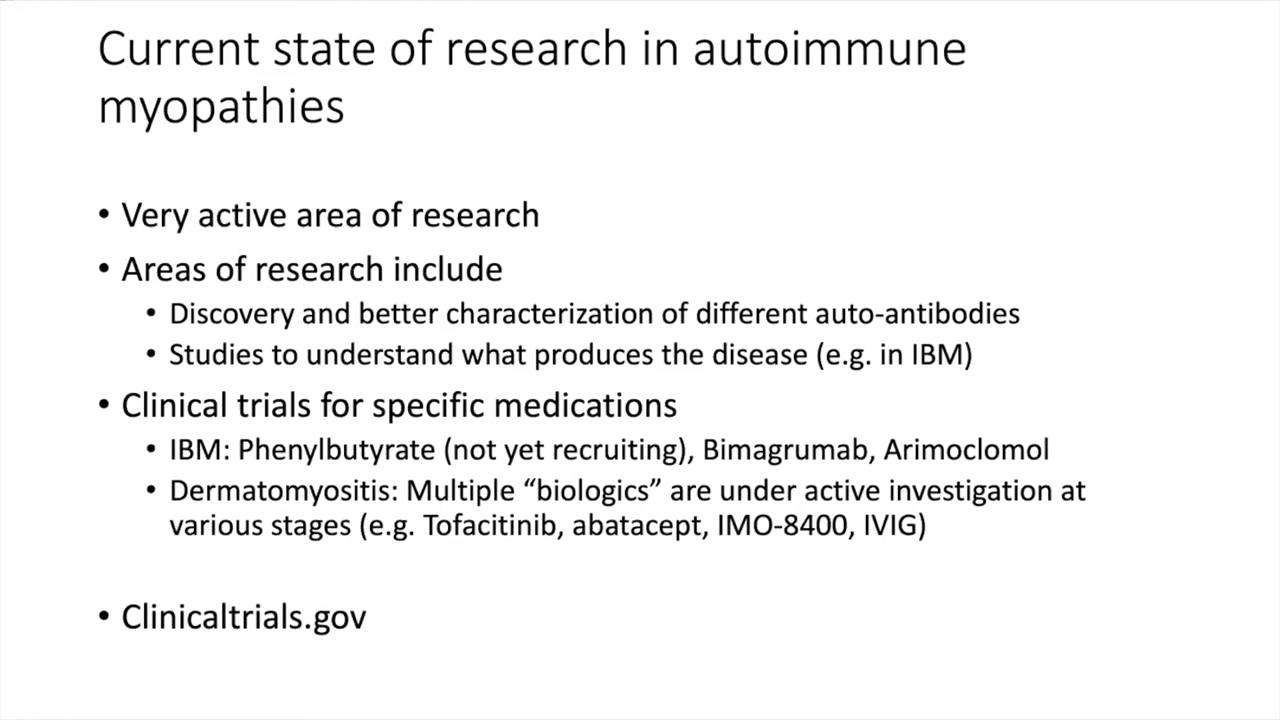 Current state of research in autoimmune
myopathies
• Very active area of research
• Areas of research include
• Discovery and better characterization of different auto-antibodies
• Studies to understand what produces the disease (e.g. in IBM)
• Clinical trials for specific medications
• IBM: Phenylbutyrate (not yet recruiting), Bimagrumab, Arimoclomol
• Dermatomyositis: Multiple “biologics” are under active investigation at
various stages (e.g. Tofacitinib, abatacept, IMO-8400, IVIG)
• Clinicaltrials.gov